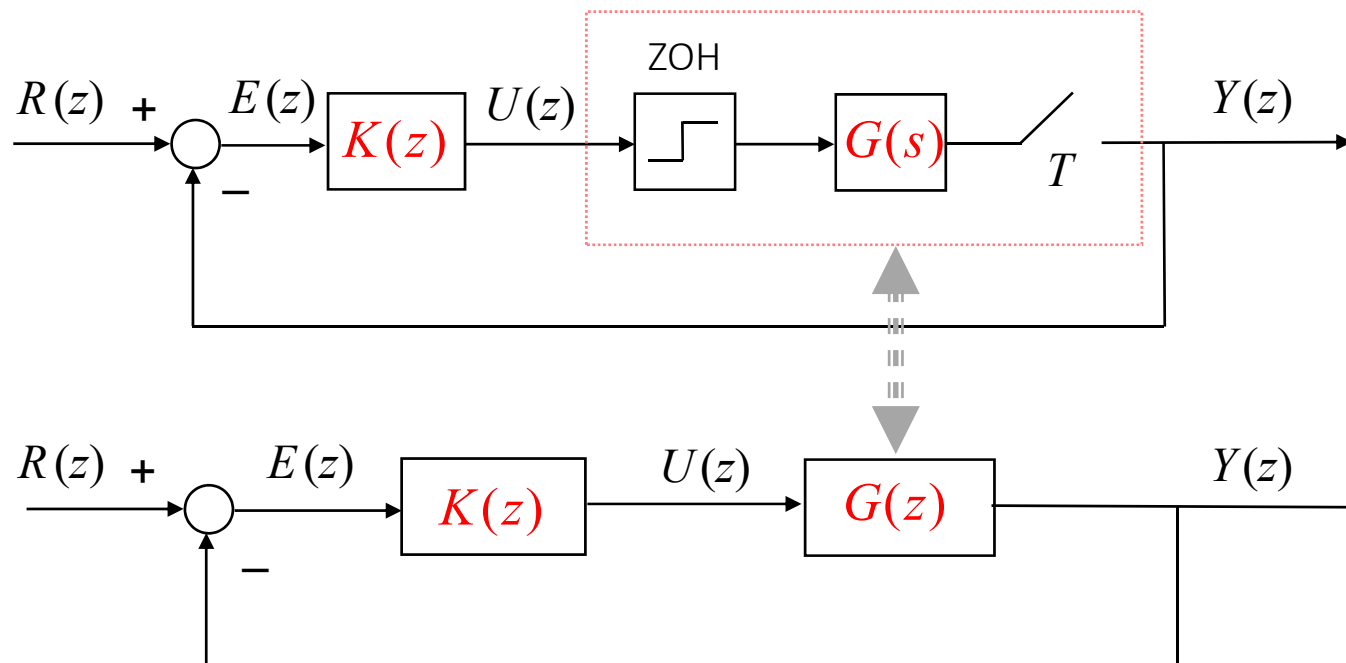 ZOH
R(z) + E(z) K(z) U(z) G(s) T Y(z)
−
R(z) + E(z) K(z) U(z) G(z) Y(z)
−